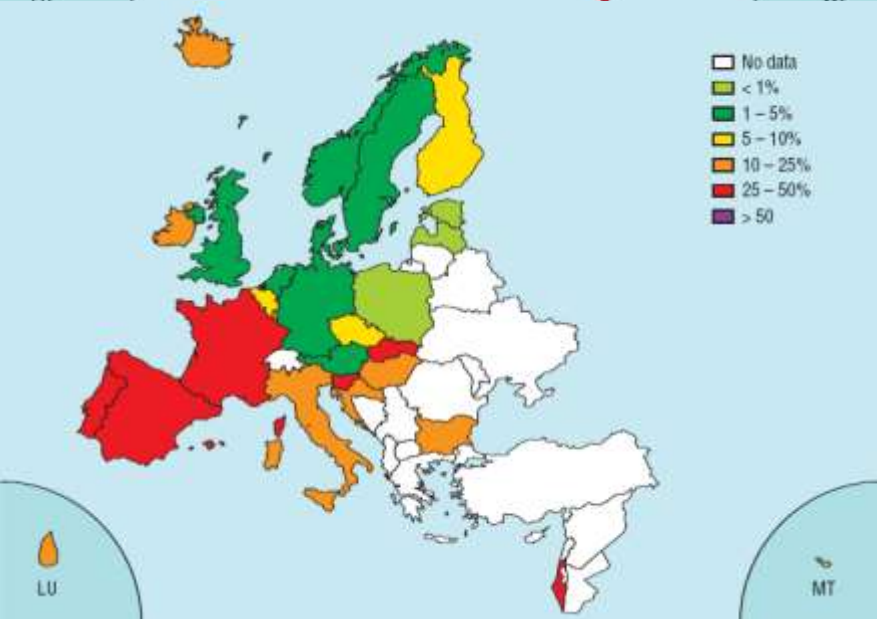 No data
< 1%
1 – 5%
5 – 10%
10 – 25%
25 – 50%
> 50
LU
MT